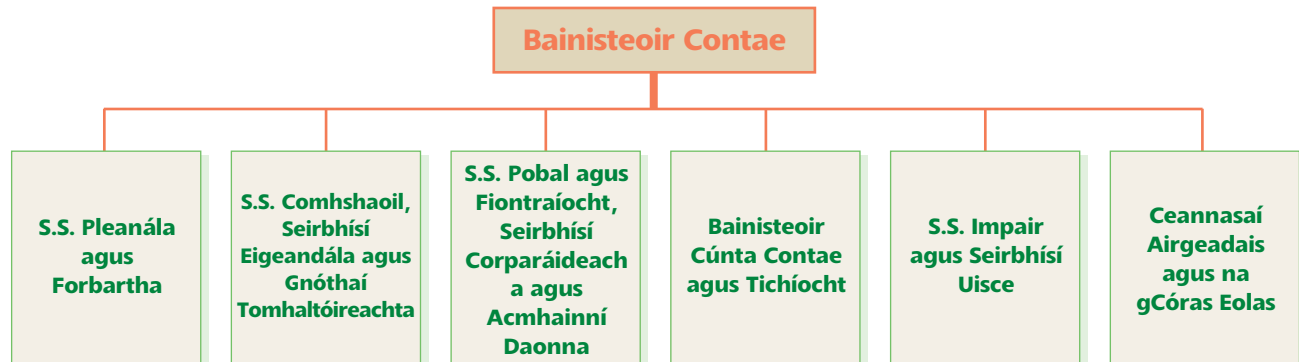 Bainisteoir Contae
S.S. Pleanála
agus
Forbartha
S.S. Comhshaoil,
Seirbhísí
Eigeandála agus
Gnóthaí
Tomhaltóireachta
S.S. Pobal agus
Fiontraíocht,
Seirbhísí
Corparáideach
a agus
Acmhainní
Daonna
Bainisteoir
Cúnta Contae
agus Tichíocht
S.S. Impair
agus Seirbhísí
Uisce
Ceannasaí
Airgeadais
agus na
gCóras Eolas